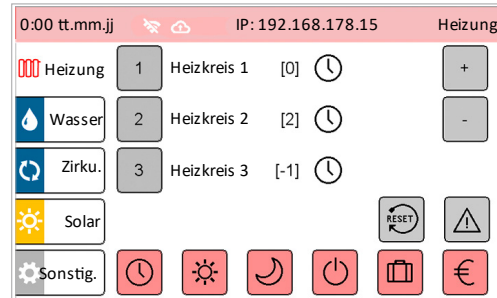 0:00 tt.mm.jj IP: 192.168.178.15 Heizung
Heizung 1 Heizkreis 1 [0] +
Wasser 2 Heizkreis 2 [2] -
Zirku. 3 Heizkreis 3 [-1]
Solar RESET
Sonstig. €